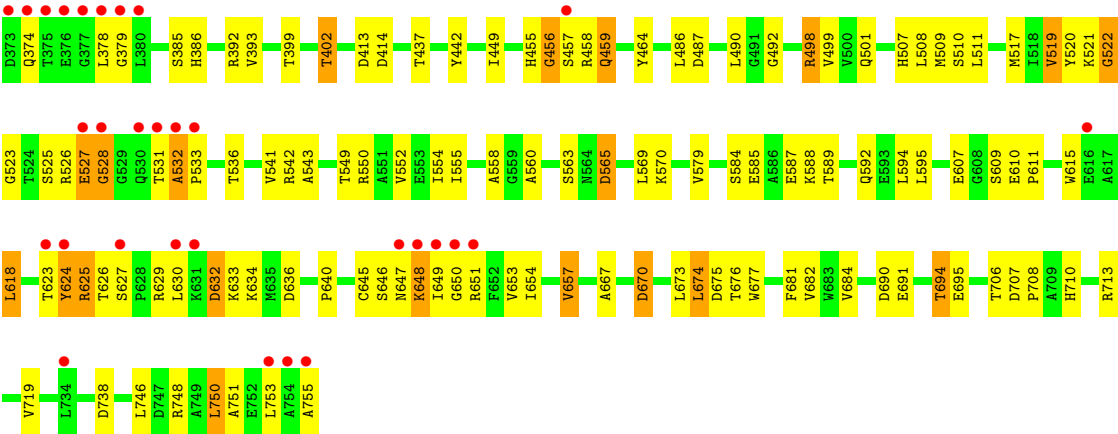 D373 Q374 T375 E376 G377 L378 G379 L380 S385 H386 R392 V393 T399 T402 D413 D414 T437 Y442 I449 H455 G456 S457 R458 Q459 Y464 L486 D487 L490 G491 G492 R498 V499 V500 Q501 H507 L508 M509 S510 L511 M517 I518 V519 Y520 K521 G522
G523 T524 S525 R526 E527 G528 G529 Q530 T531 A532 P533 T536 V541 R542 A543 T549 R550 A551 V552 E553 I554 I555 A558 G559 A560 S563 N564 D565 L569 K570 V579 S584 E585 A586 E587 K588 T589 Q592 E593 L594 L595 E607 G608 S609 E610 P611 W615 E616 A617
L618 T623 Y624 R625 T626 S627 P628 R629 L630 K631 D632 K633 K634 M635 D636 P640 C645 S646 N647 K648 I649 G650 R651 F652 V653 I654 V657 A667 D670 L673 L674 D675 T676 W677 F681 V682 W683 V684 D690 E691 T694 E695 T706 D707 P708 A709 H710 R713
V719 L734 D738 L746 D747 R748 A749 L750 A751 E752 L753 A754 A755